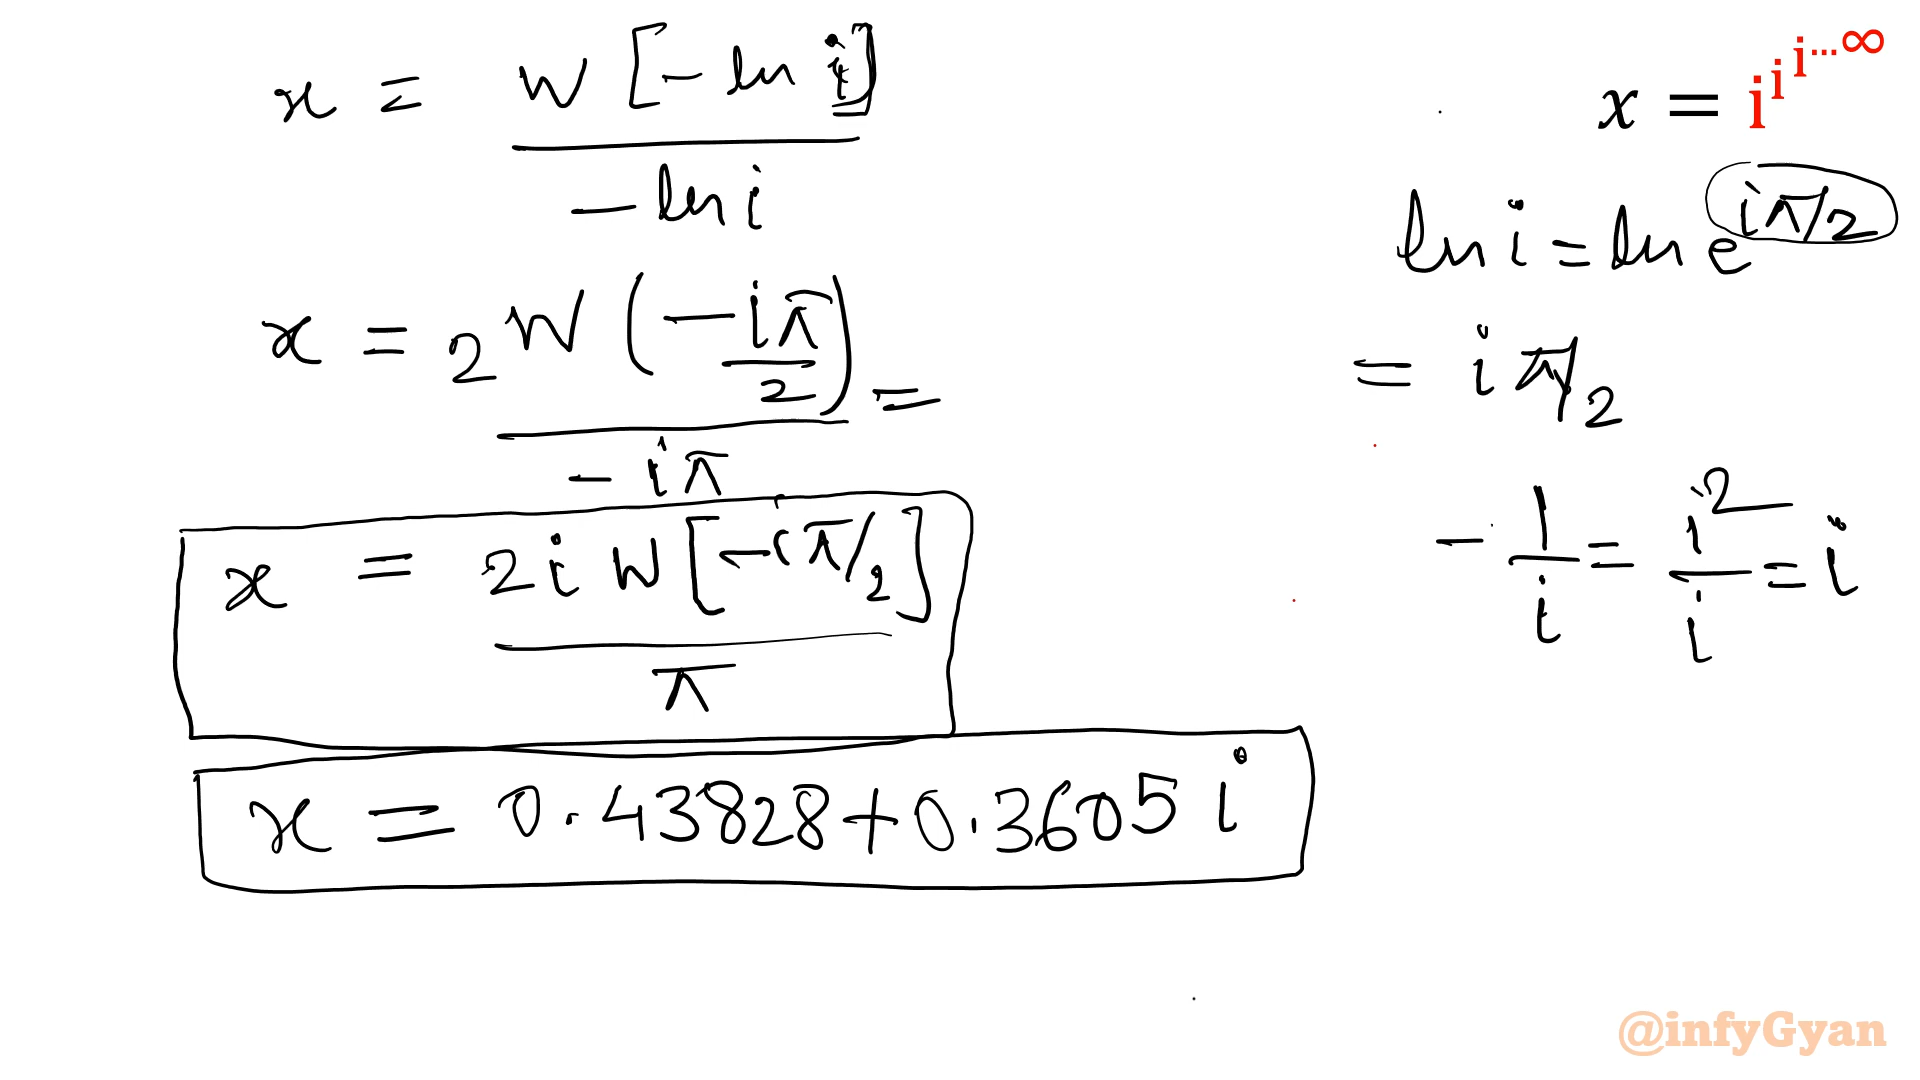 x = W[-ln i] / -ln i
x = 2W(-iπ/2) / -iπ =
x = 2i W[-iπ/2] / π
x = 0.43828+0.3605 i
x = i^i^i^...∞
ln i = ln e^iπ/2
= iπ/2
-1/i = i²/i = i
@infyGyan